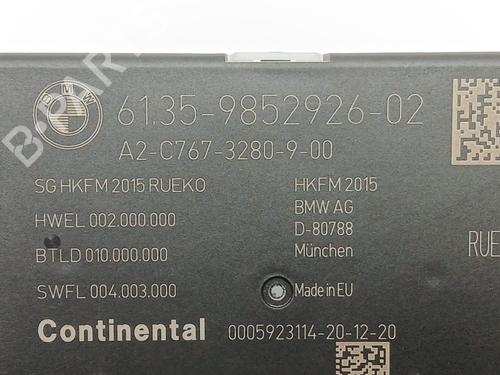 BMW
61.35-9852926-02
A2-C767-3280-9-00
SG HKFM 2015 RUEKO
HWEL 002.000.000
BTLD 010.000.000
SWFL 004.003.000
HKFM 2015
BMW AG
D-80788
München
Made in EU
RUE
Continental
0005923114-20-12-20
B-PARTS